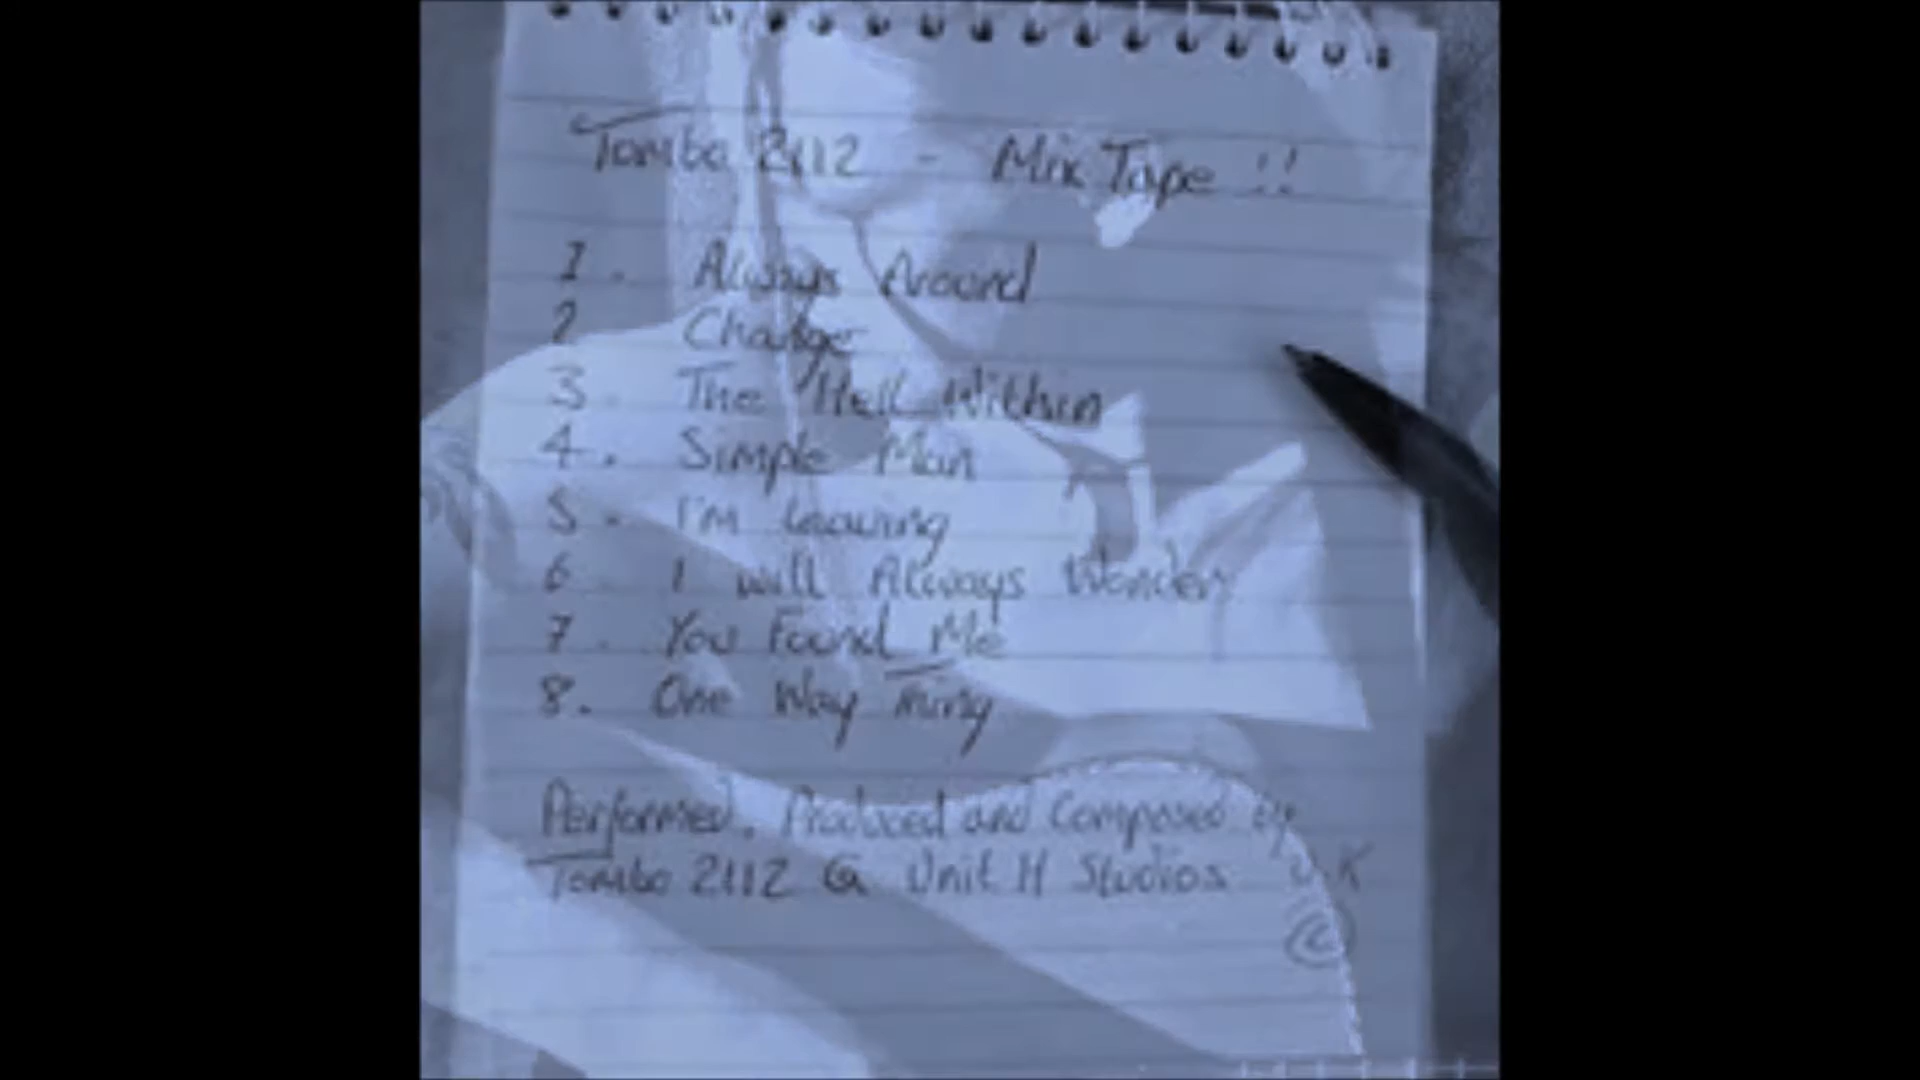 Tombo 2112 - Mix Tape !!
1. Always Around
2 Change
3. The Hell Within
4. Simple Man
5. I'm leaving
6 I will Always Wonder
7. You Found Me
8. One Way Thing
Performed, Produced and Composed by
Tombo 2112 @ Unit H Studios U.K
©